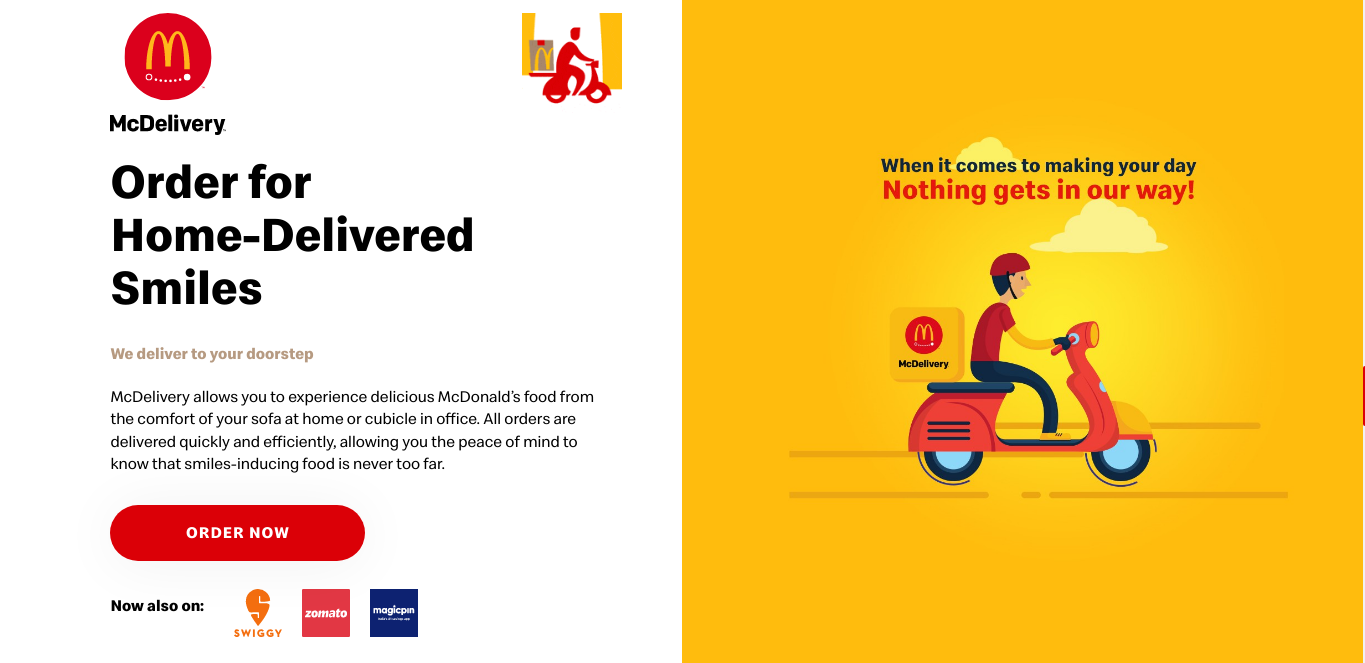 McDelivery
Order for
Home-Delivered
Smiles
We deliver to your doorstep
McDelivery allows you to experience delicious McDonald's food from
the comfort of your sofa at home or cubicle in office. All orders are
delivered quickly and efficiently, allowing you the peace of mind to
know that smiles-inducing food is never too far.
ORDER NOW
Now also on:
SWIGGY
zomato
magicpin
When it comes to making your day
Nothing gets in our way!
McDelivery